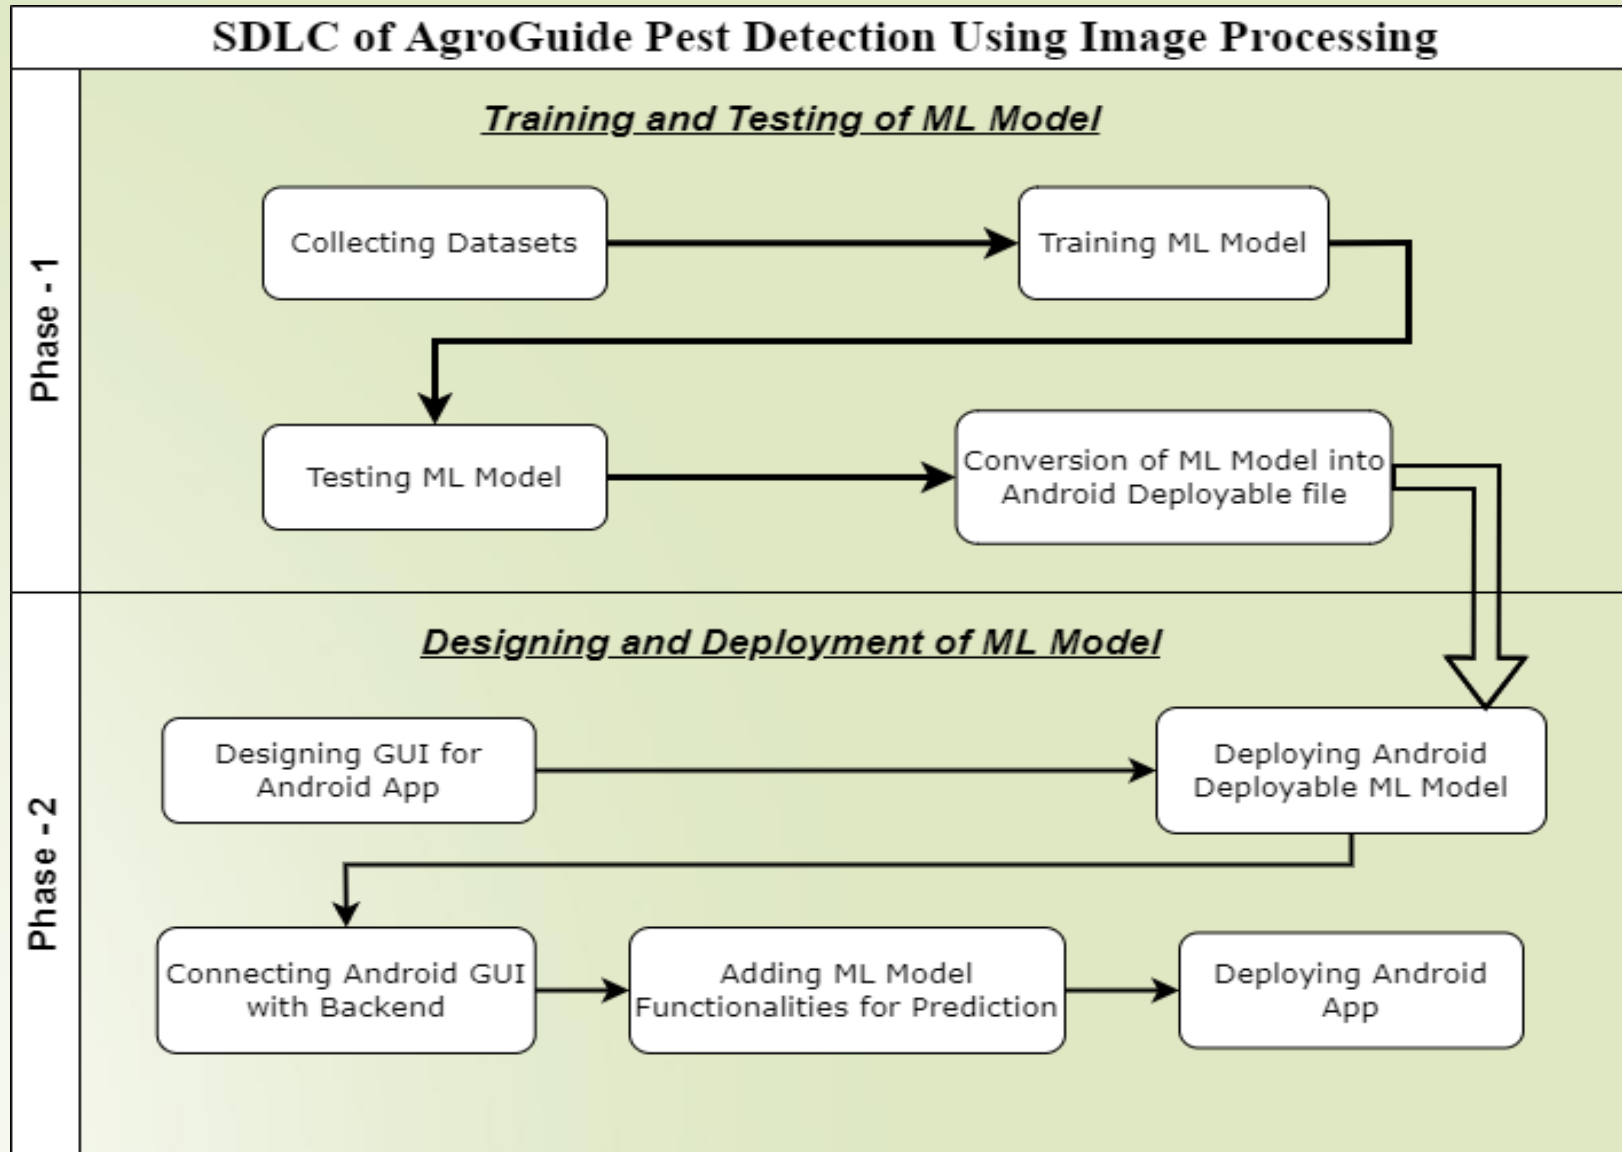 SDLC of AgroGuide Pest Detection Using Image Processing
Phase - 1
Training and Testing of ML Model
Collecting Datasets
Training ML Model
Testing ML Model
Conversion of ML Model into
Android Deployable file
Phase - 2
Designing and Deployment of ML Model
Designing GUI for
Android App
Deploying Android
Deployable ML Model
Connecting Android GUI
with Backend
Adding ML Model
Functionalities for Prediction
Deploying Android
App